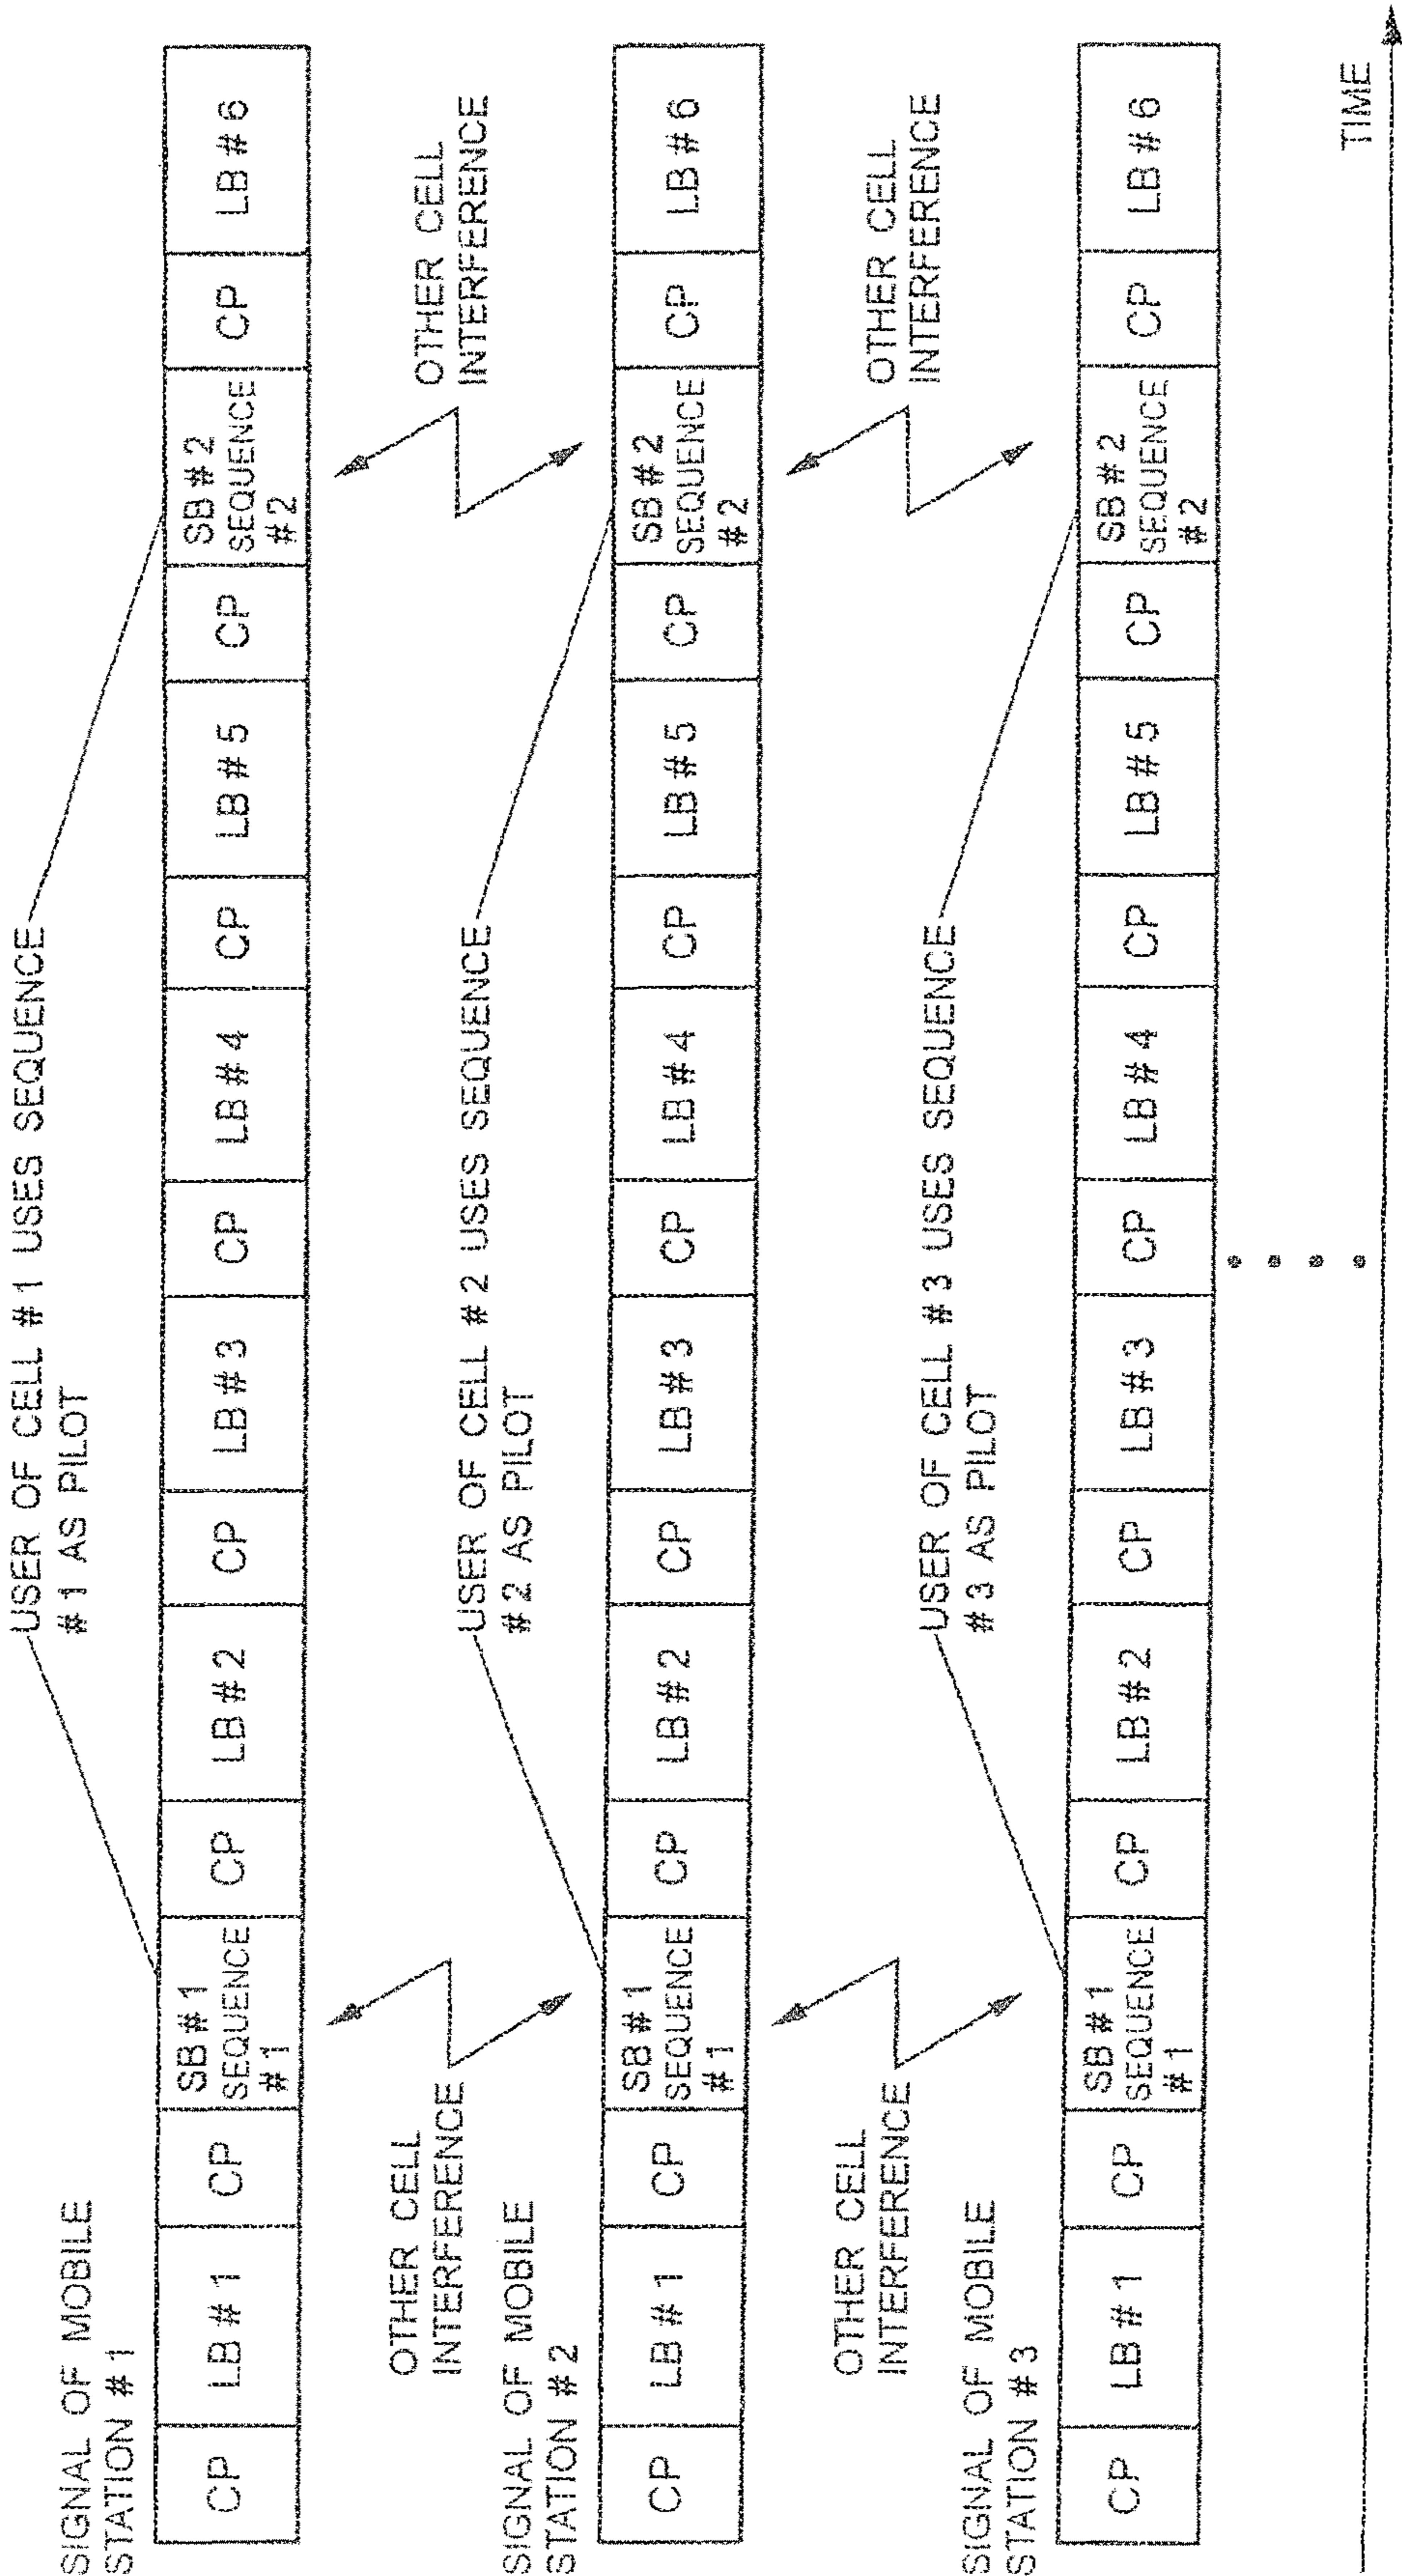 USER OF CELL #1 USES SEQUENCE
#1 AS PILOT
SIGNAL OF MOBILE
STATION #1
CP
LB #1
CP
SB #1
SEQUENCE
#1
CP
LB #2
CP
LB #3
CP
LB #4
CP
LB #5
CP
SB #2
SEQUENCE
#2
CP
LB #6
OTHER CELL
INTERFERENCE
OTHER CELL
INTERFERENCE
USER OF CELL #2 USES SEQUENCE
#2 AS PILOT
SIGNAL OF MOBILE
STATION #2
CP
LB #1
CP
SB #1
SEQUENCE
#1
CP
LB #2
CP
LB #3
CP
LB #4
CP
LB #5
CP
SB #2
SEQUENCE
#2
CP
LB #6
OTHER CELL
INTERFERENCE
OTHER CELL
INTERFERENCE
USER OF CELL #3 USES SEQUENCE
#3 AS PILOT
SIGNAL OF MOBILE
STATION #3
CP
LB #1
CP
SB #1
SEQUENCE
#1
CP
LB #2
CP
LB #3
CP
LB #4
CP
LB #5
CP
SB #2
SEQUENCE
#2
CP
LB #6
TIME